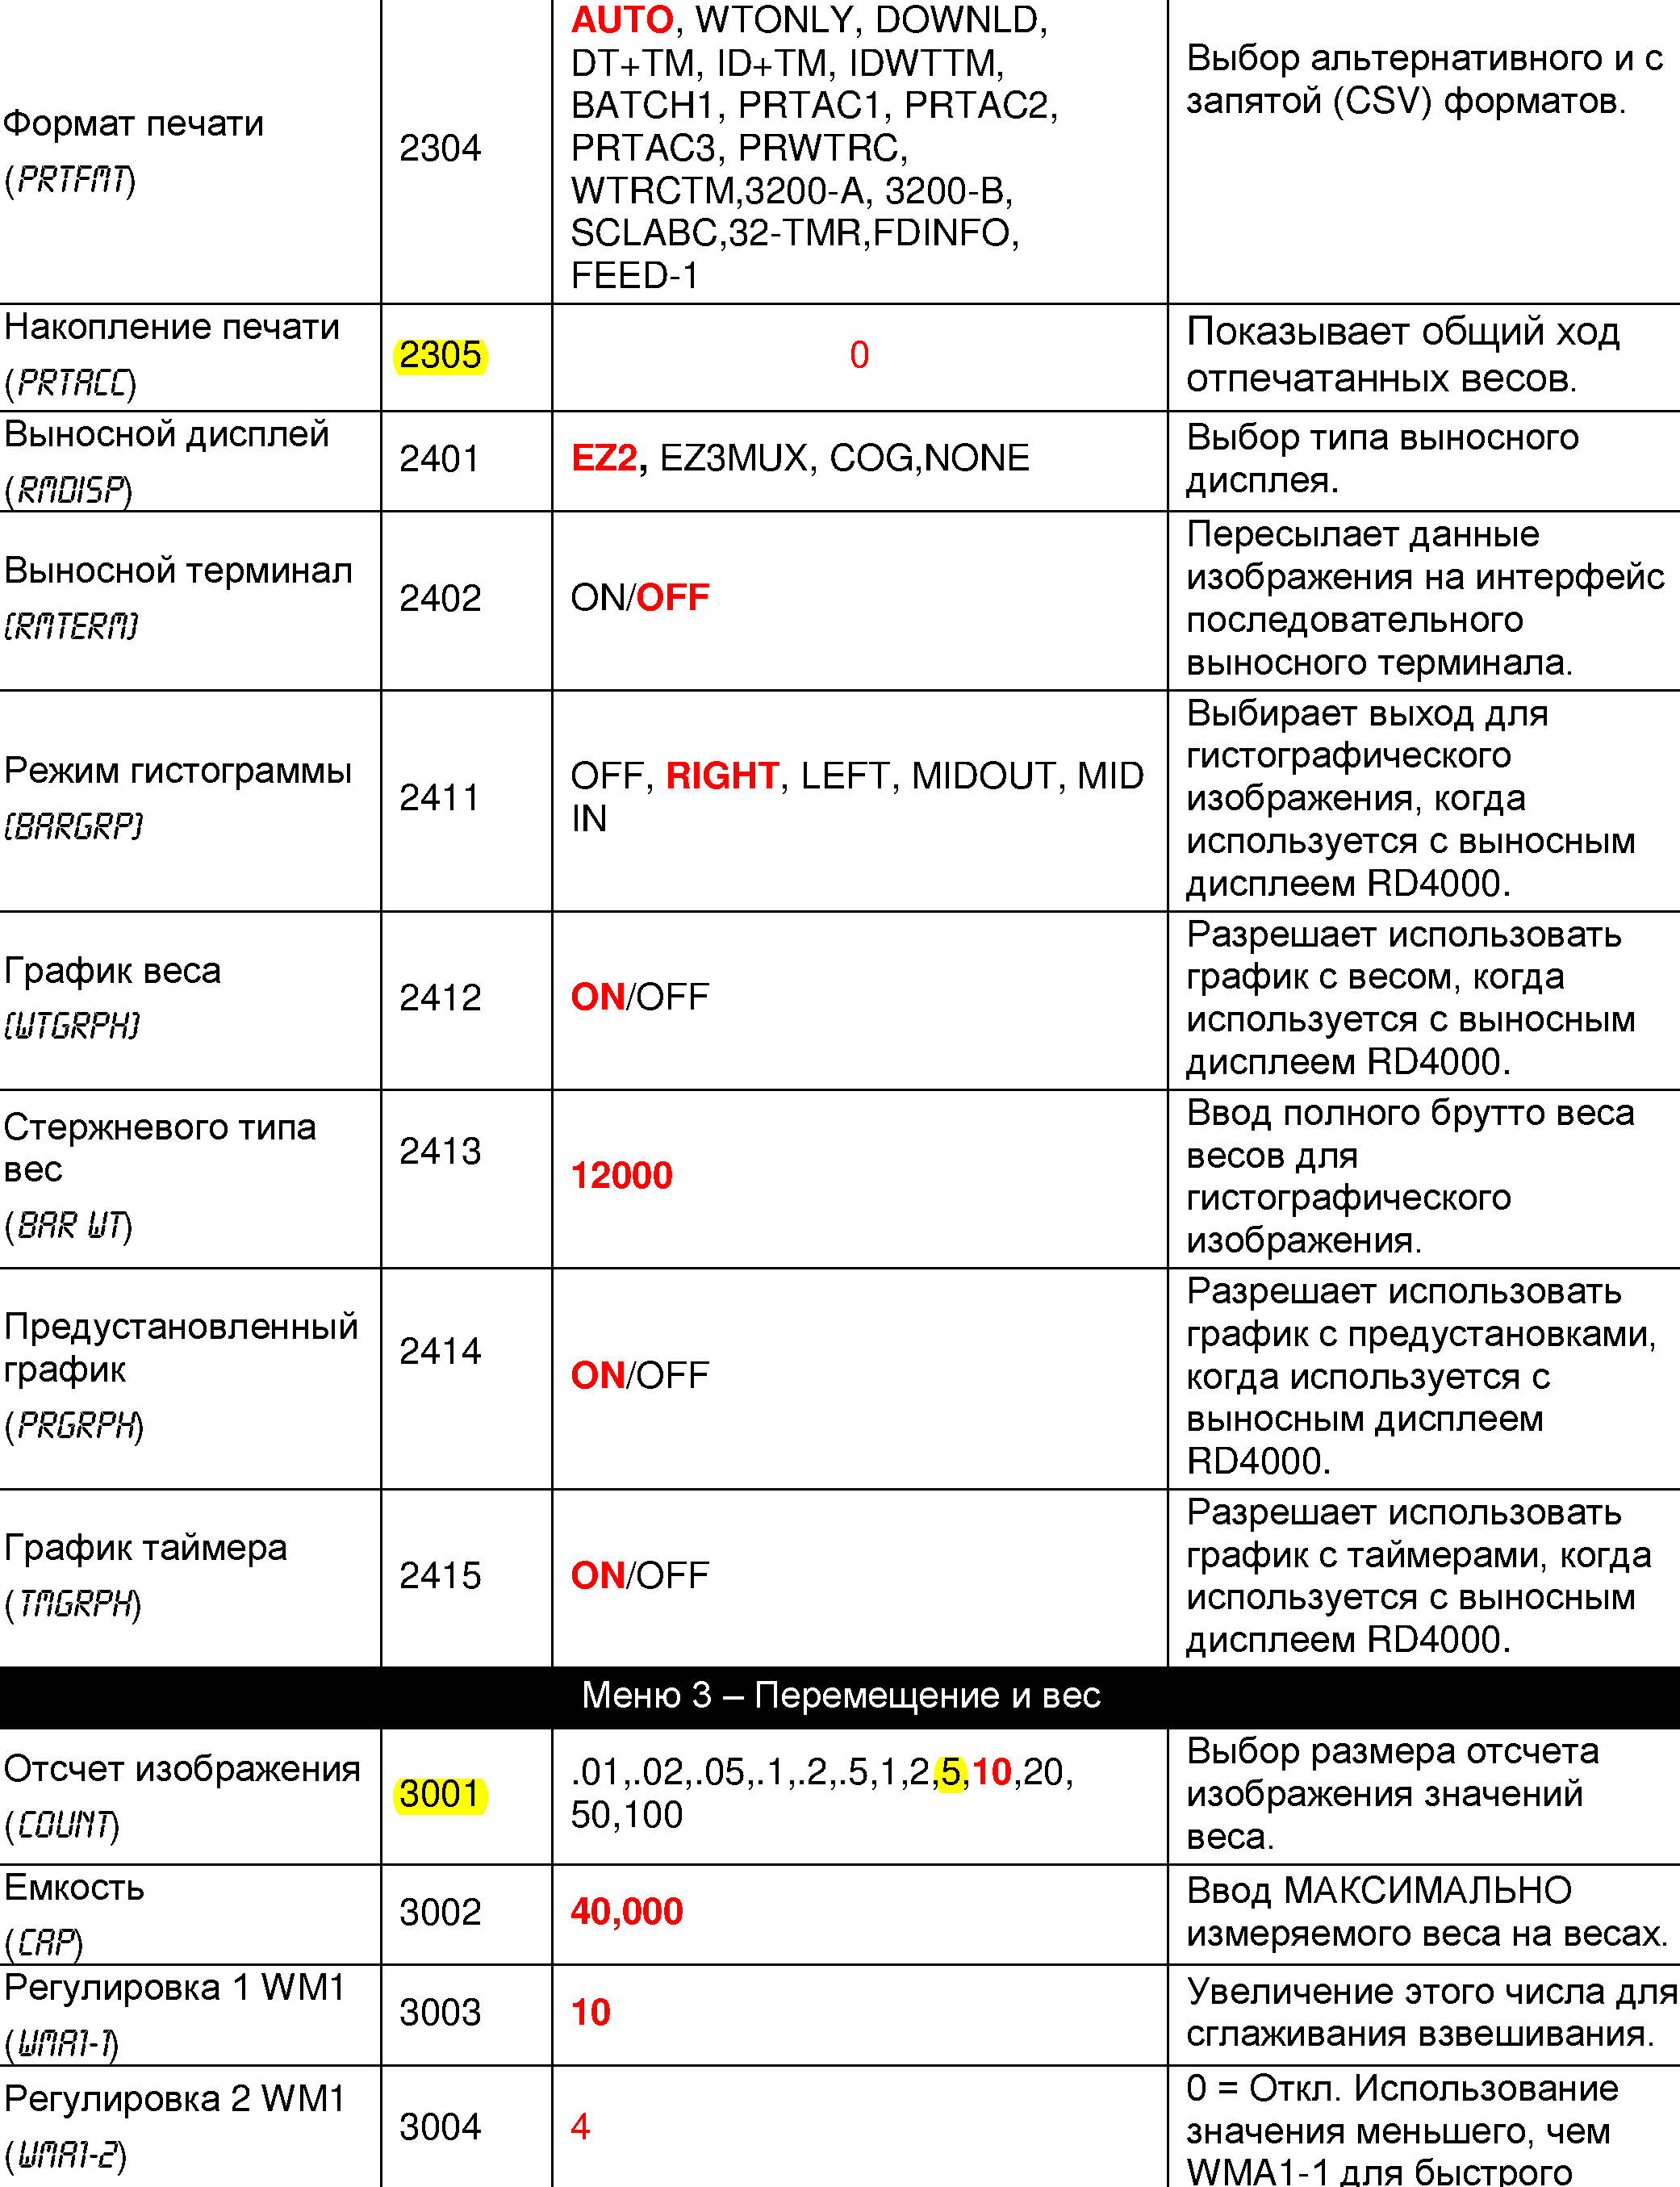 Формат печати
(PRTFMT)
2304
AUTO, WTONLY, DOWNLD,
DT+TM, ID+TM, IDWTTM,
BATCH1, PRTAC1, PRTAC2,
PRTAC3, PRWTRC,
WTRCTM,3200-A, 3200-B,
SCLABC,32-TMR,FDINFO,
FEED-1
Выбор альтернативного и с
запятой (CSV) форматов.
Накопление печати
(PRTACC)
2305
0
Показывает общий ход
отпечатанных весов.
Выносной дисплей
(RMDISP)
2401
EZ2, EZ3MUX, COG,NONE
Выбор типа выносного
дисплея.
Выносной терминал
(RMTERM)
2402
ON/OFF
Пересылает данные
изображения на интерфейс
последовательного
выносного терминала.
Режим гистограммы
(BARGRP)
2411
OFF, RIGHT, LEFT, MIDOUT, MID
IN
Выбирает выход для
гистографического
изображения, когда
используется с выносным
дисплеем RD4000.
График веса
(WTGRPH)
2412
ON/OFF
Разрешает использовать
график с весом, когда
используется с выносным
дисплеем RD4000.
Стержневого типа
вес
(BAR WT)
2413
12000
Ввод полного брутто веса
весов для
гистографического
изображения.
Предустановленный
график
(PRGRPH)
2414
ON/OFF
Разрешает использовать
график с предустановками,
когда используется с
выносным дисплеем
RD4000.
График таймера
(TMGRPH)
2415
ON/OFF
Разрешает использовать
график с таймерами, когда
используется с выносным
дисплеем RD4000.
Меню 3 – Перемещение и вес
Отсчет изображения
(COUNT)
3001
.01,.02,.05,.1,.2,.5,1,2,5,10,20,
50,100
Выбор размера отсчета
изображения значений
веса.
Емкость
(CAP)
3002
40,000
Ввод МАКСИМАЛЬНО
измеряемого веса на весах.
Регулировка 1 WM1
(WMA1-1)
3003
10
Увеличение этого числа для
сглаживания взвешивания.
Регулировка 2 WM1
(WMA1-2)
3004
4
0 = Откл. Использование
значения меньшего, чем
WMA1-1 для быстрого